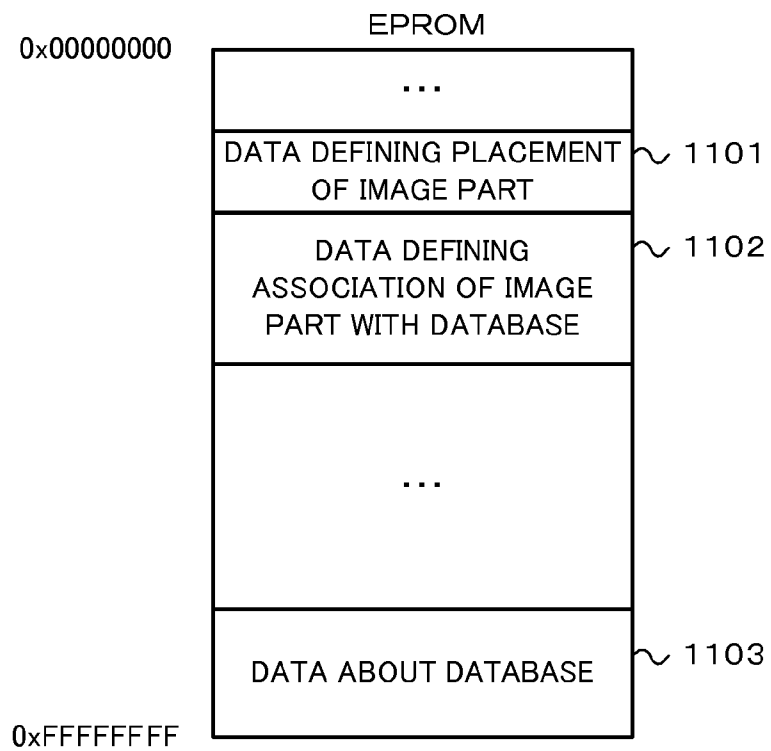 EPROM
0x00000000
...
DATA DEFINING PLACEMENT
OF IMAGE PART
1101
DATA DEFINING
ASSOCIATION OF IMAGE
PART WITH DATABASE
1102
...
DATA ABOUT DATABASE
1103
0xFFFFFFFF